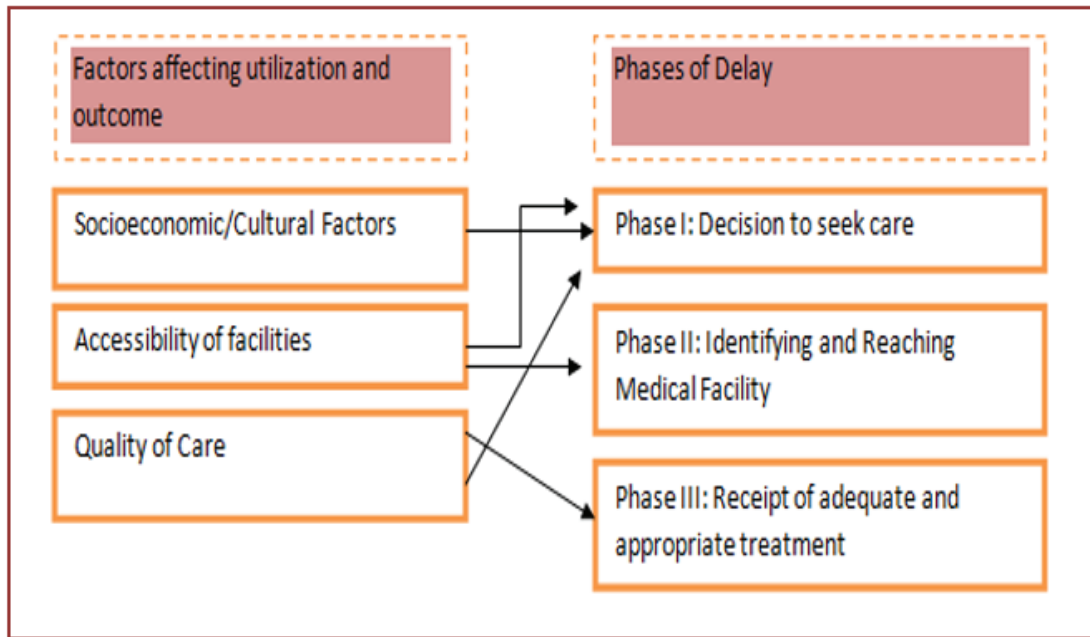 Factors affecting utilization and
outcome
Phases of Delay
Socioeconomic/Cultural Factors
Phase I: Decision to seek care
Accessibility of facilities
Phase II: Identifying and Reaching
Medical Facility
Quality of Care
Phase III: Receipt of adequate and
appropriate treatment